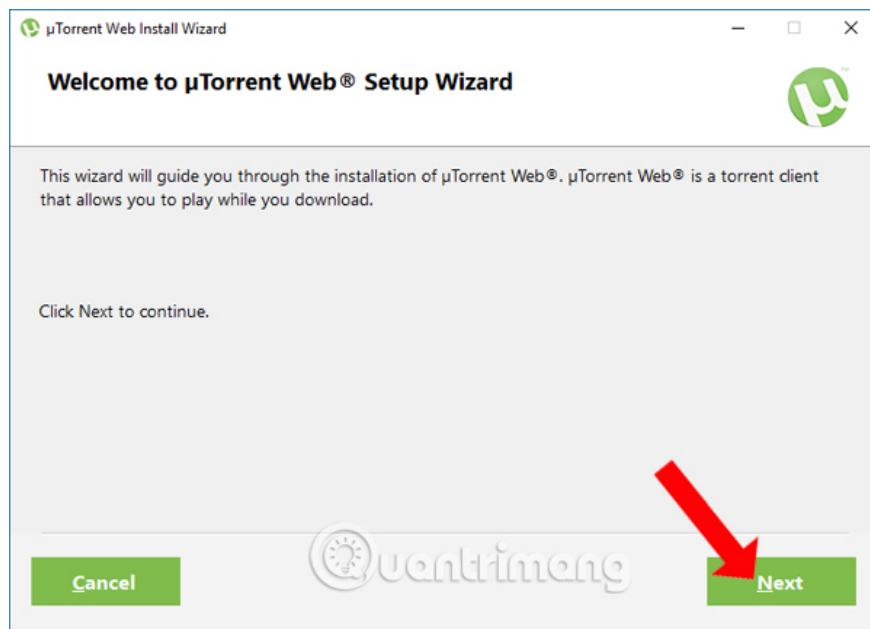 µTorrent Web Install Wizard
Welcome to µTorrent Web® Setup Wizard
µ™
This wizard will guide you through the installation of µTorrent Web®. µTorrent Web® is a torrent client
that allows you to play while you download.
Click Next to continue.
Quantrimang
Cancel
Next